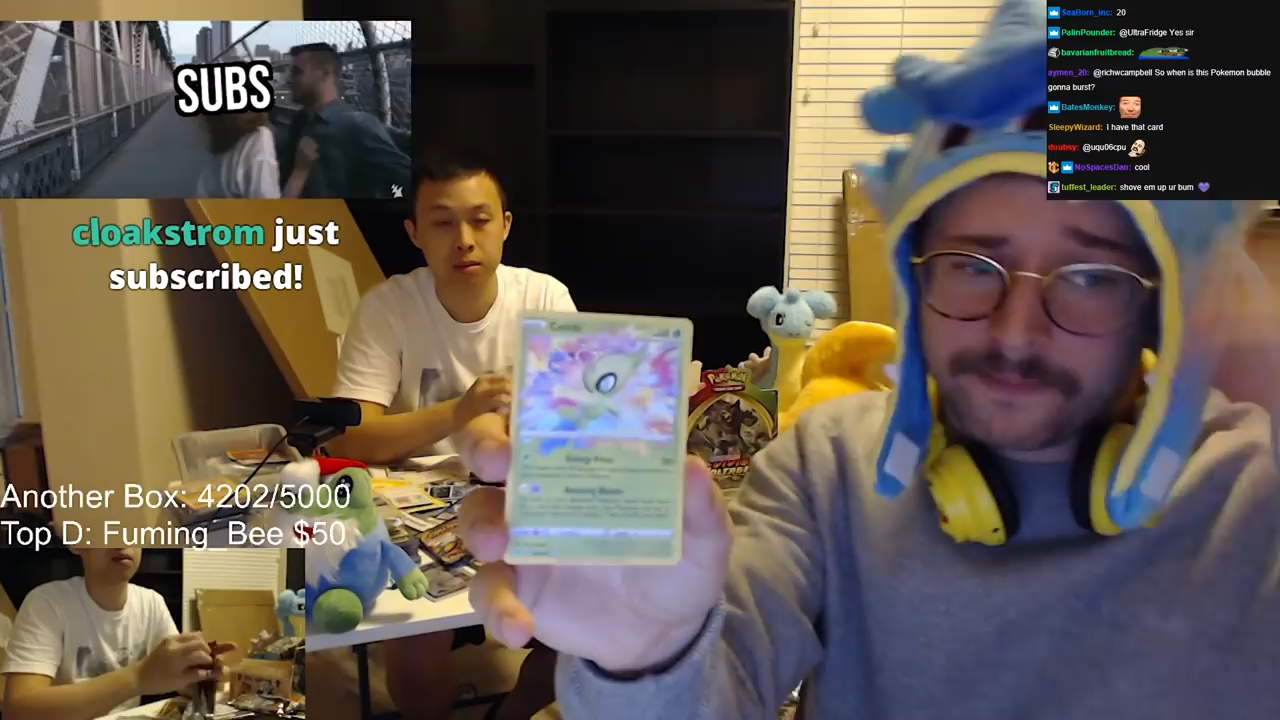 SUBS
cloakstrom just
subscribed!
Another Box: 4202/5000
Top D: Fuming_Bee $50
SeaBorn_inc: 20
PalinPounder: @UltraFridge Yes sir
bavarianfruitbread:
aymen_20: @richwcampbell So when is this Pokemon bubble
gonna burst?
BatesMonkey:
SleepyWizard: I have that card
duubsy: @uqu06cpu
NoSpacesDan: cool
tuffest_leader: shove em up ur bum
Celebi